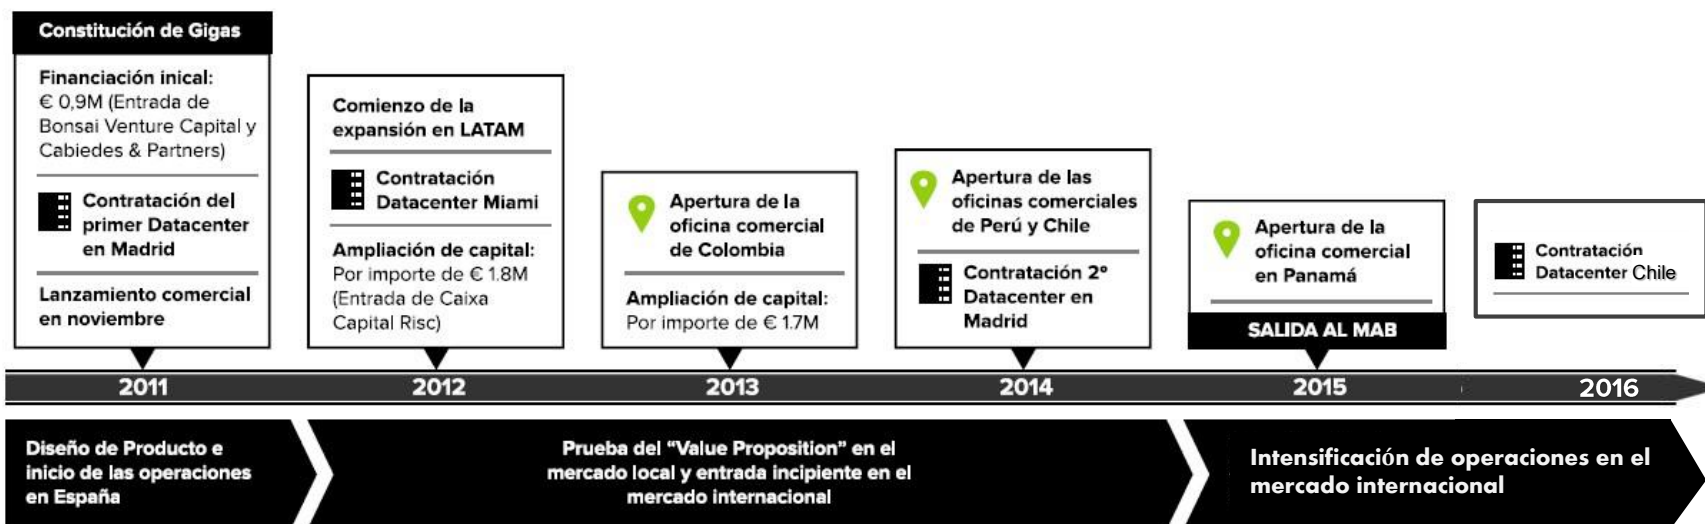 Constitución de Gigas
Financiación inical:
€ 0,9M (Entrada de
Bonsai Venture Capital y
Cabiedes & Partners)
Contratación del
primer Datacenter
en Madrid
Lanzamiento comercial
en noviembre
Comienzo de la
expansión en LATAM
Contratación
Datacenter Miami
Ampliación de capital:
Por importe de € 1.8M
(Entrada de Caixa
Capital Risc)
Apertura de la
oficina comercial
de Colombia
Ampliación de capital:
Por importe de € 1.7M
Apertura de las
oficinas comerciales
de Perú y Chile
Contratación 2º
Datacenter en
Madrid
Apertura de la
oficina comercial
en Panamá
SALIDA AL MAB
Contratación
Datacenter Chile
2011
2012
2013
2014
2015
2016
Diseño de Producto e
inicio de las operaciones
en España
Prueba del “Value Proposition” en el
mercado local y entrada incipiente en el
mercado internacional
Intensificación de operaciones en el
mercado internacional